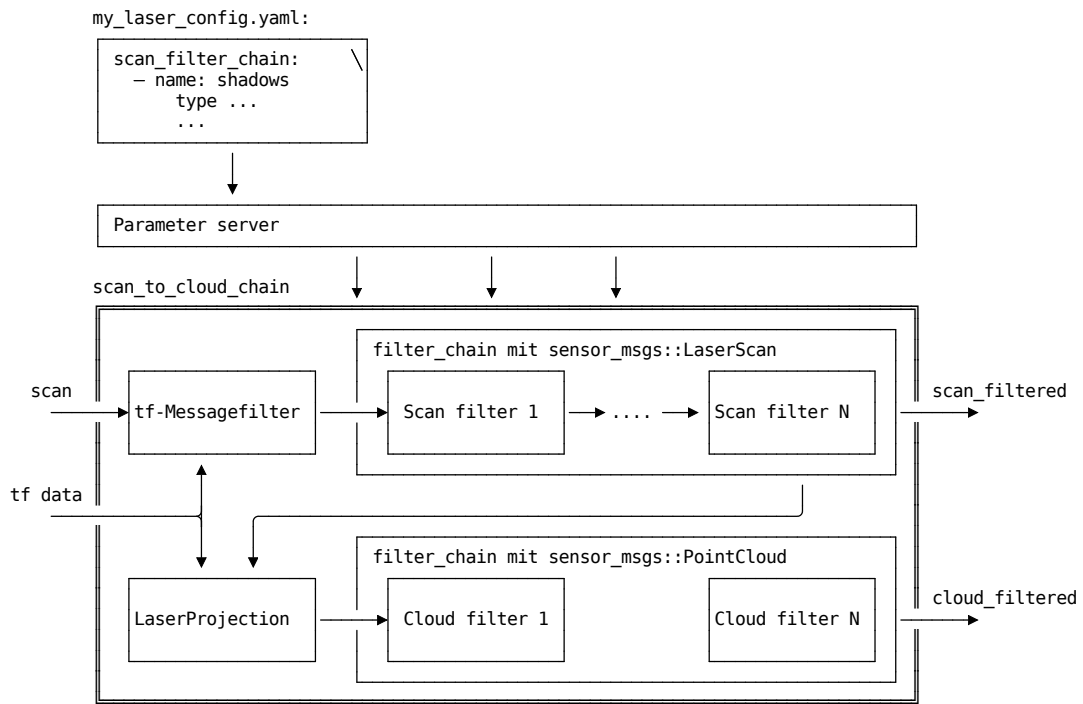 my_laser_config.yaml:
scan_filter_chain:
– name: shadows
type ...
...
Parameter server
scan_to_cloud_chain
filter_chain mit sensor_msgs::LaserScan
scan
tf-Messagefilter
Scan filter 1
....
Scan filter N
scan_filtered
tf data
filter_chain mit sensor_msgs::PointCloud
LaserProjection
Cloud filter 1
Cloud filter N
cloud_filtered